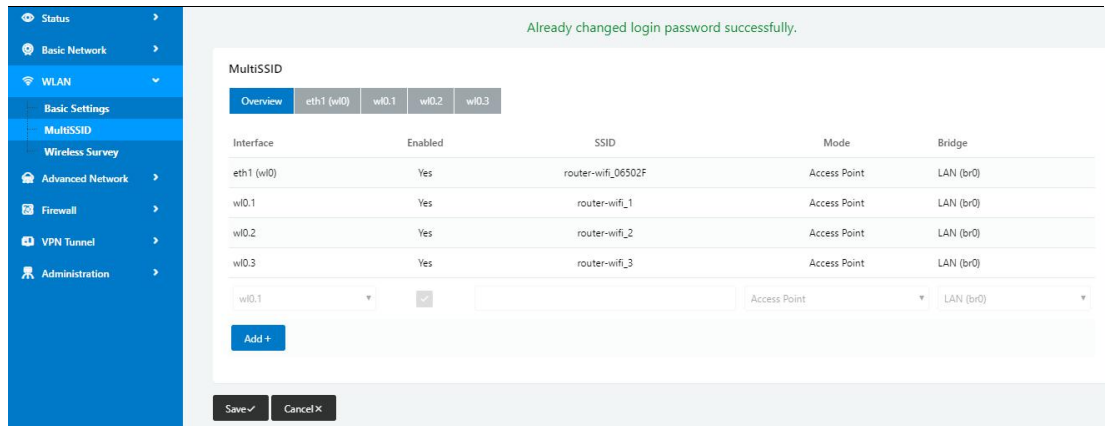 Status
Basic Network
WLAN
Basic Settings
MultiSSID
Wireless Survey
Advanced Network
Firewall
VPN Tunnel
Administration
Already changed login password successfully.
MultiSSID
Overview eth1 (wl0) wl0.1 wl0.2 wl0.3
Interface Enabled SSID Mode Bridge
eth1 (wl0) Yes router-wifi_06502F Access Point LAN (br0)
wl0.1 Yes router-wifi_1 Access Point LAN (br0)
wl0.2 Yes router-wifi_2 Access Point LAN (br0)
wl0.3 Yes router-wifi_3 Access Point LAN (br0)
wl0.1 Access Point LAN (br0)
Add +
Save Cancel